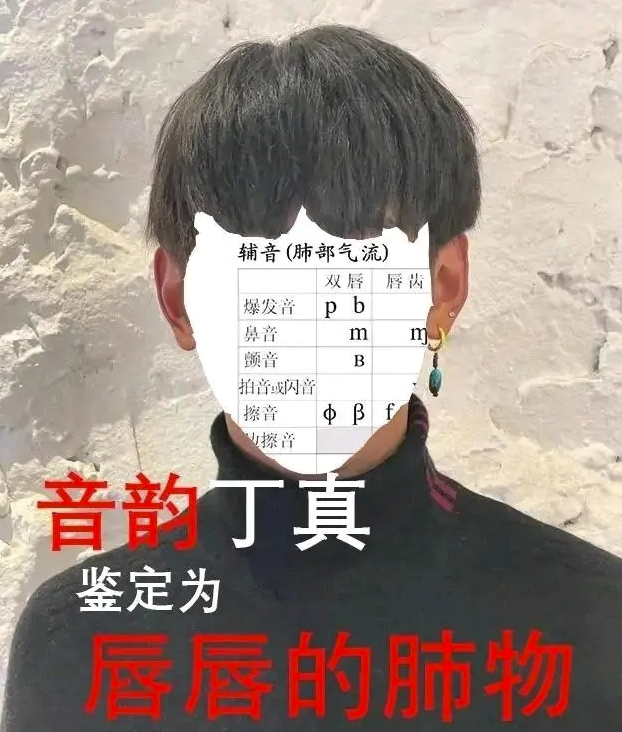 辅音(肺部气流)
双唇 唇齿
爆发音 p b
鼻音 m ɱ
颤音 ʙ
拍音或闪音
擦音 ɸ β f
边擦音
音韵丁真
鉴定为
唇唇的肺物